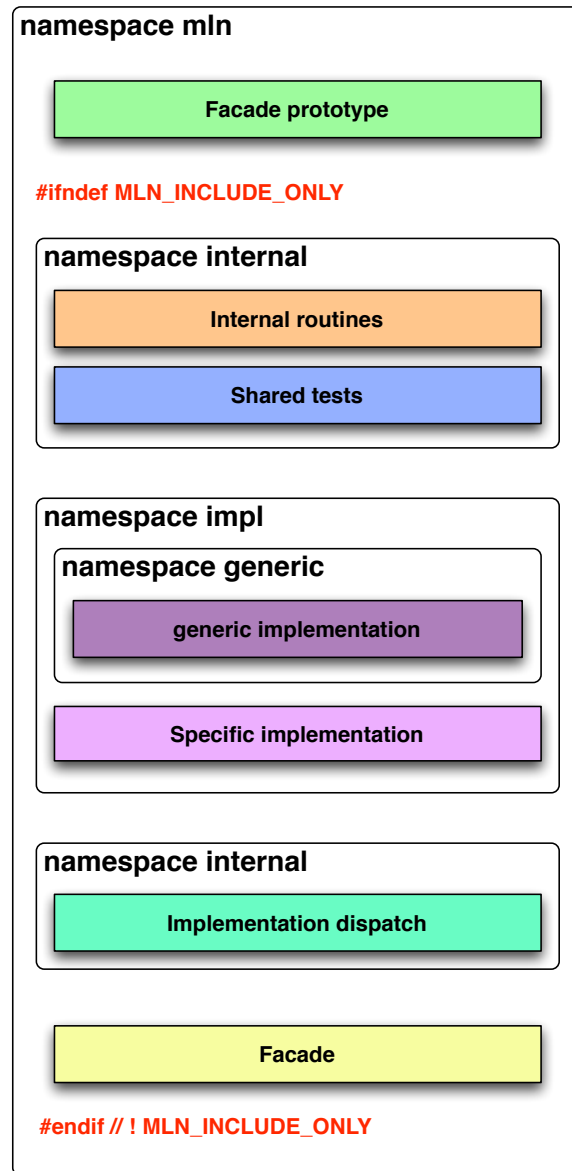 namespace mln
Facade prototype
#ifndef MLN_INCLUDE_ONLY
namespace internal
Internal routines
Shared tests
namespace impl
namespace generic
generic implementation
Specific implementation
namespace internal
Implementation dispatch
Facade
#endif // ! MLN_INCLUDE_ONLY